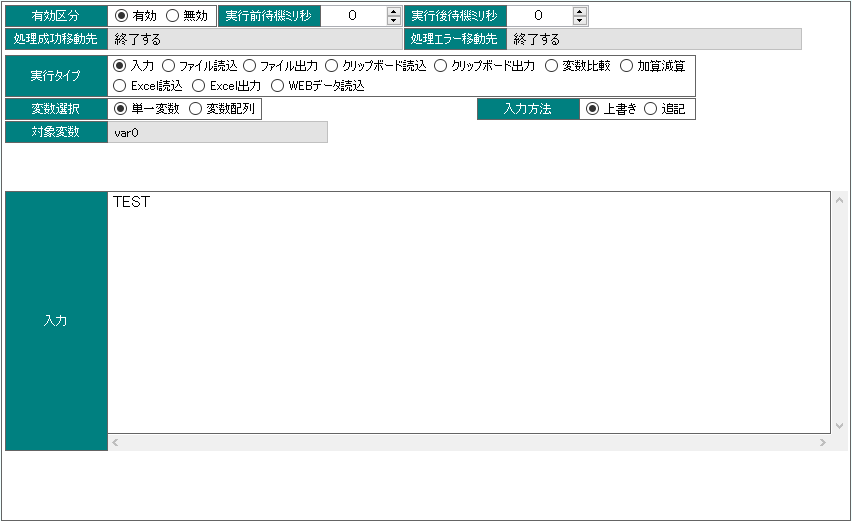 有効区分 有効 無効 実行前待機ミリ秒 0 実行後待機ミリ秒 0
処理成功移動先 終了する 処理エラー移動先 終了する
実行タイプ 入力 ファイル読込 ファイル出力 クリップボード読込 クリップボード出力 変数比較 加算減算
Excel読込 Excel出力 WEBデータ読込
変数選択 単一変数 変数配列 入力方法 上書き 追記
対象変数 var0
入力 TEST